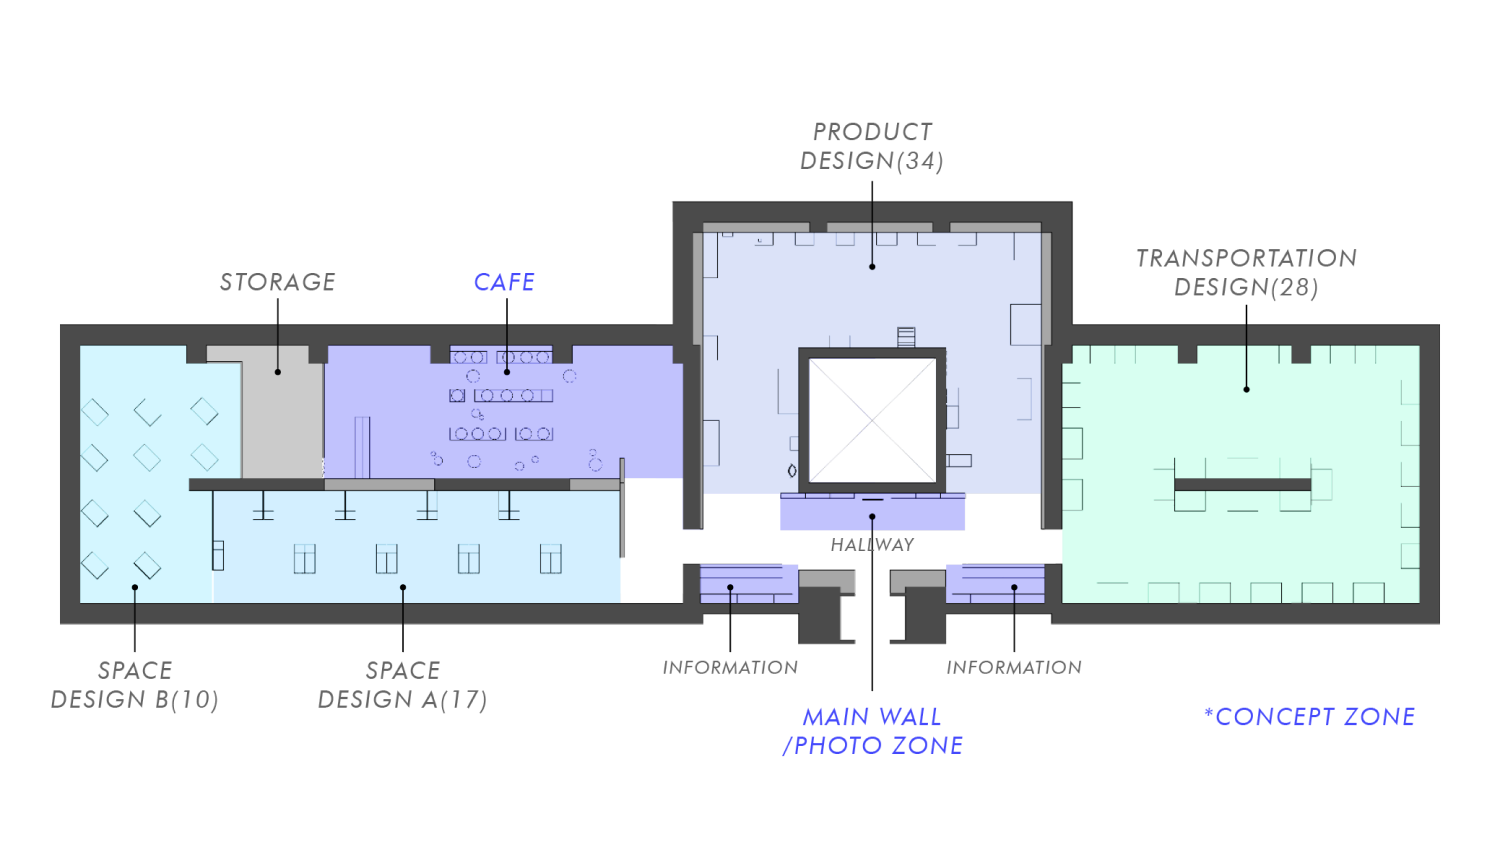 PRODUCT
DESIGN(34)
TRANSPORTATION
DESIGN(28)
STORAGE
CAFE
HALLWAY
SPACE
DESIGN B(10)
SPACE
DESIGN A(17)
INFORMATION
INFORMATION
MAIN WALL
/PHOTO ZONE
*CONCEPT ZONE